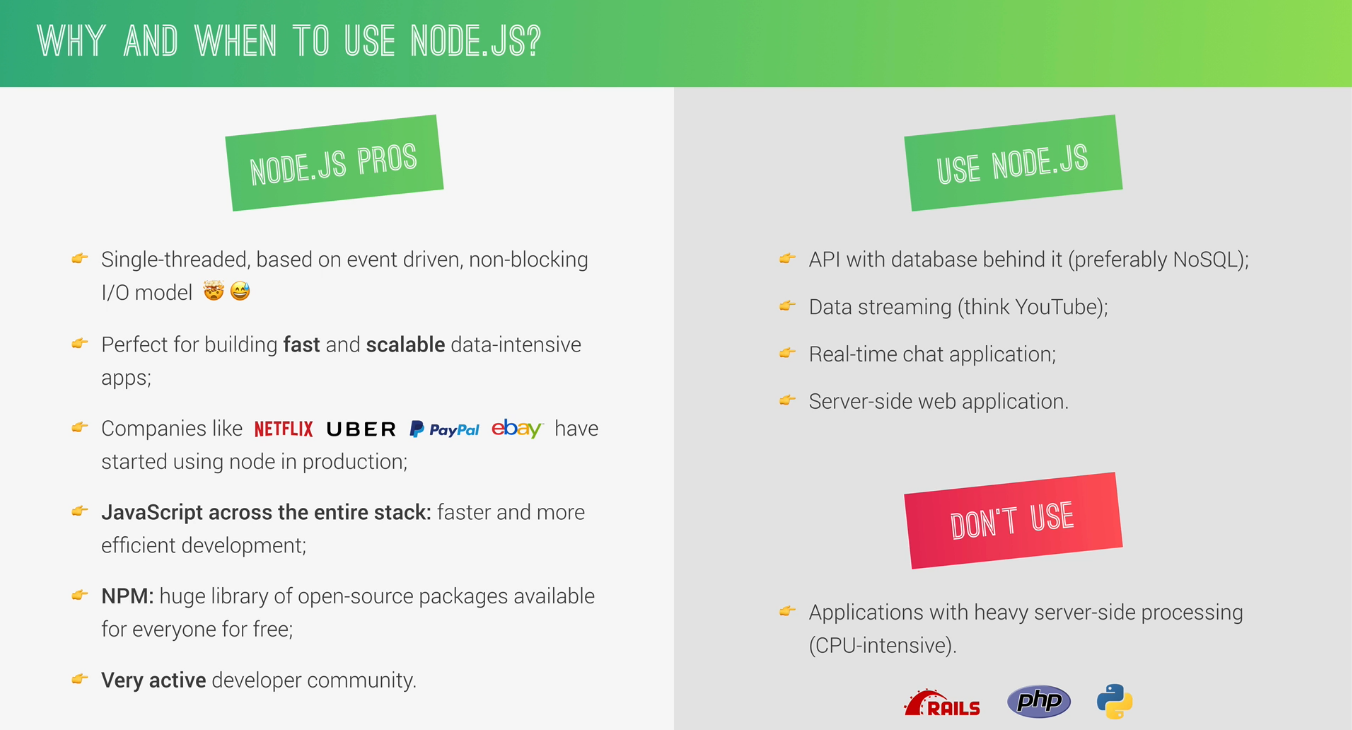 WHY AND WHEN TO USE NODE.JS?
NODE.JS PROS
Single-threaded, based on event driven, non-blocking
I/O model 🤯😅
Perfect for building fast and scalable data-intensive
apps;
Companies like NETFLIX UBER PayPal ebay have
started using node in production;
JavaScript across the entire stack: faster and more
efficient development;
NPM: huge library of open-source packages available
for everyone for free;
Very active developer community.
USE NODE.JS
API with database behind it (preferably NoSQL);
Data streaming (think YouTube);
Real-time chat application;
Server-side web application.
DON'T USE
Applications with heavy server-side processing
(CPU-intensive).
RAILS php